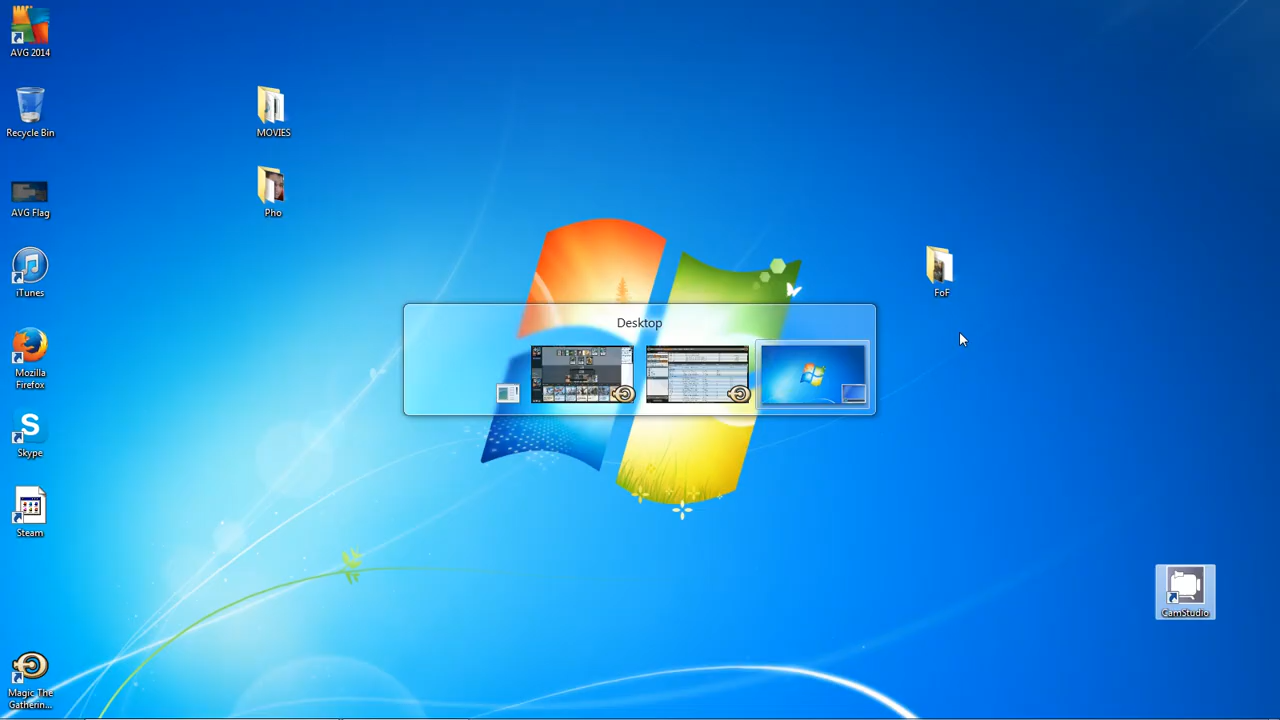 AVG 2014
Recycle Bin
MOVIES
AVG Flag
Pho
iTunes
FoF
Desktop
Mozilla
Firefox
S
Skype
Steam
CamStudio
Magic The
Gatherin...